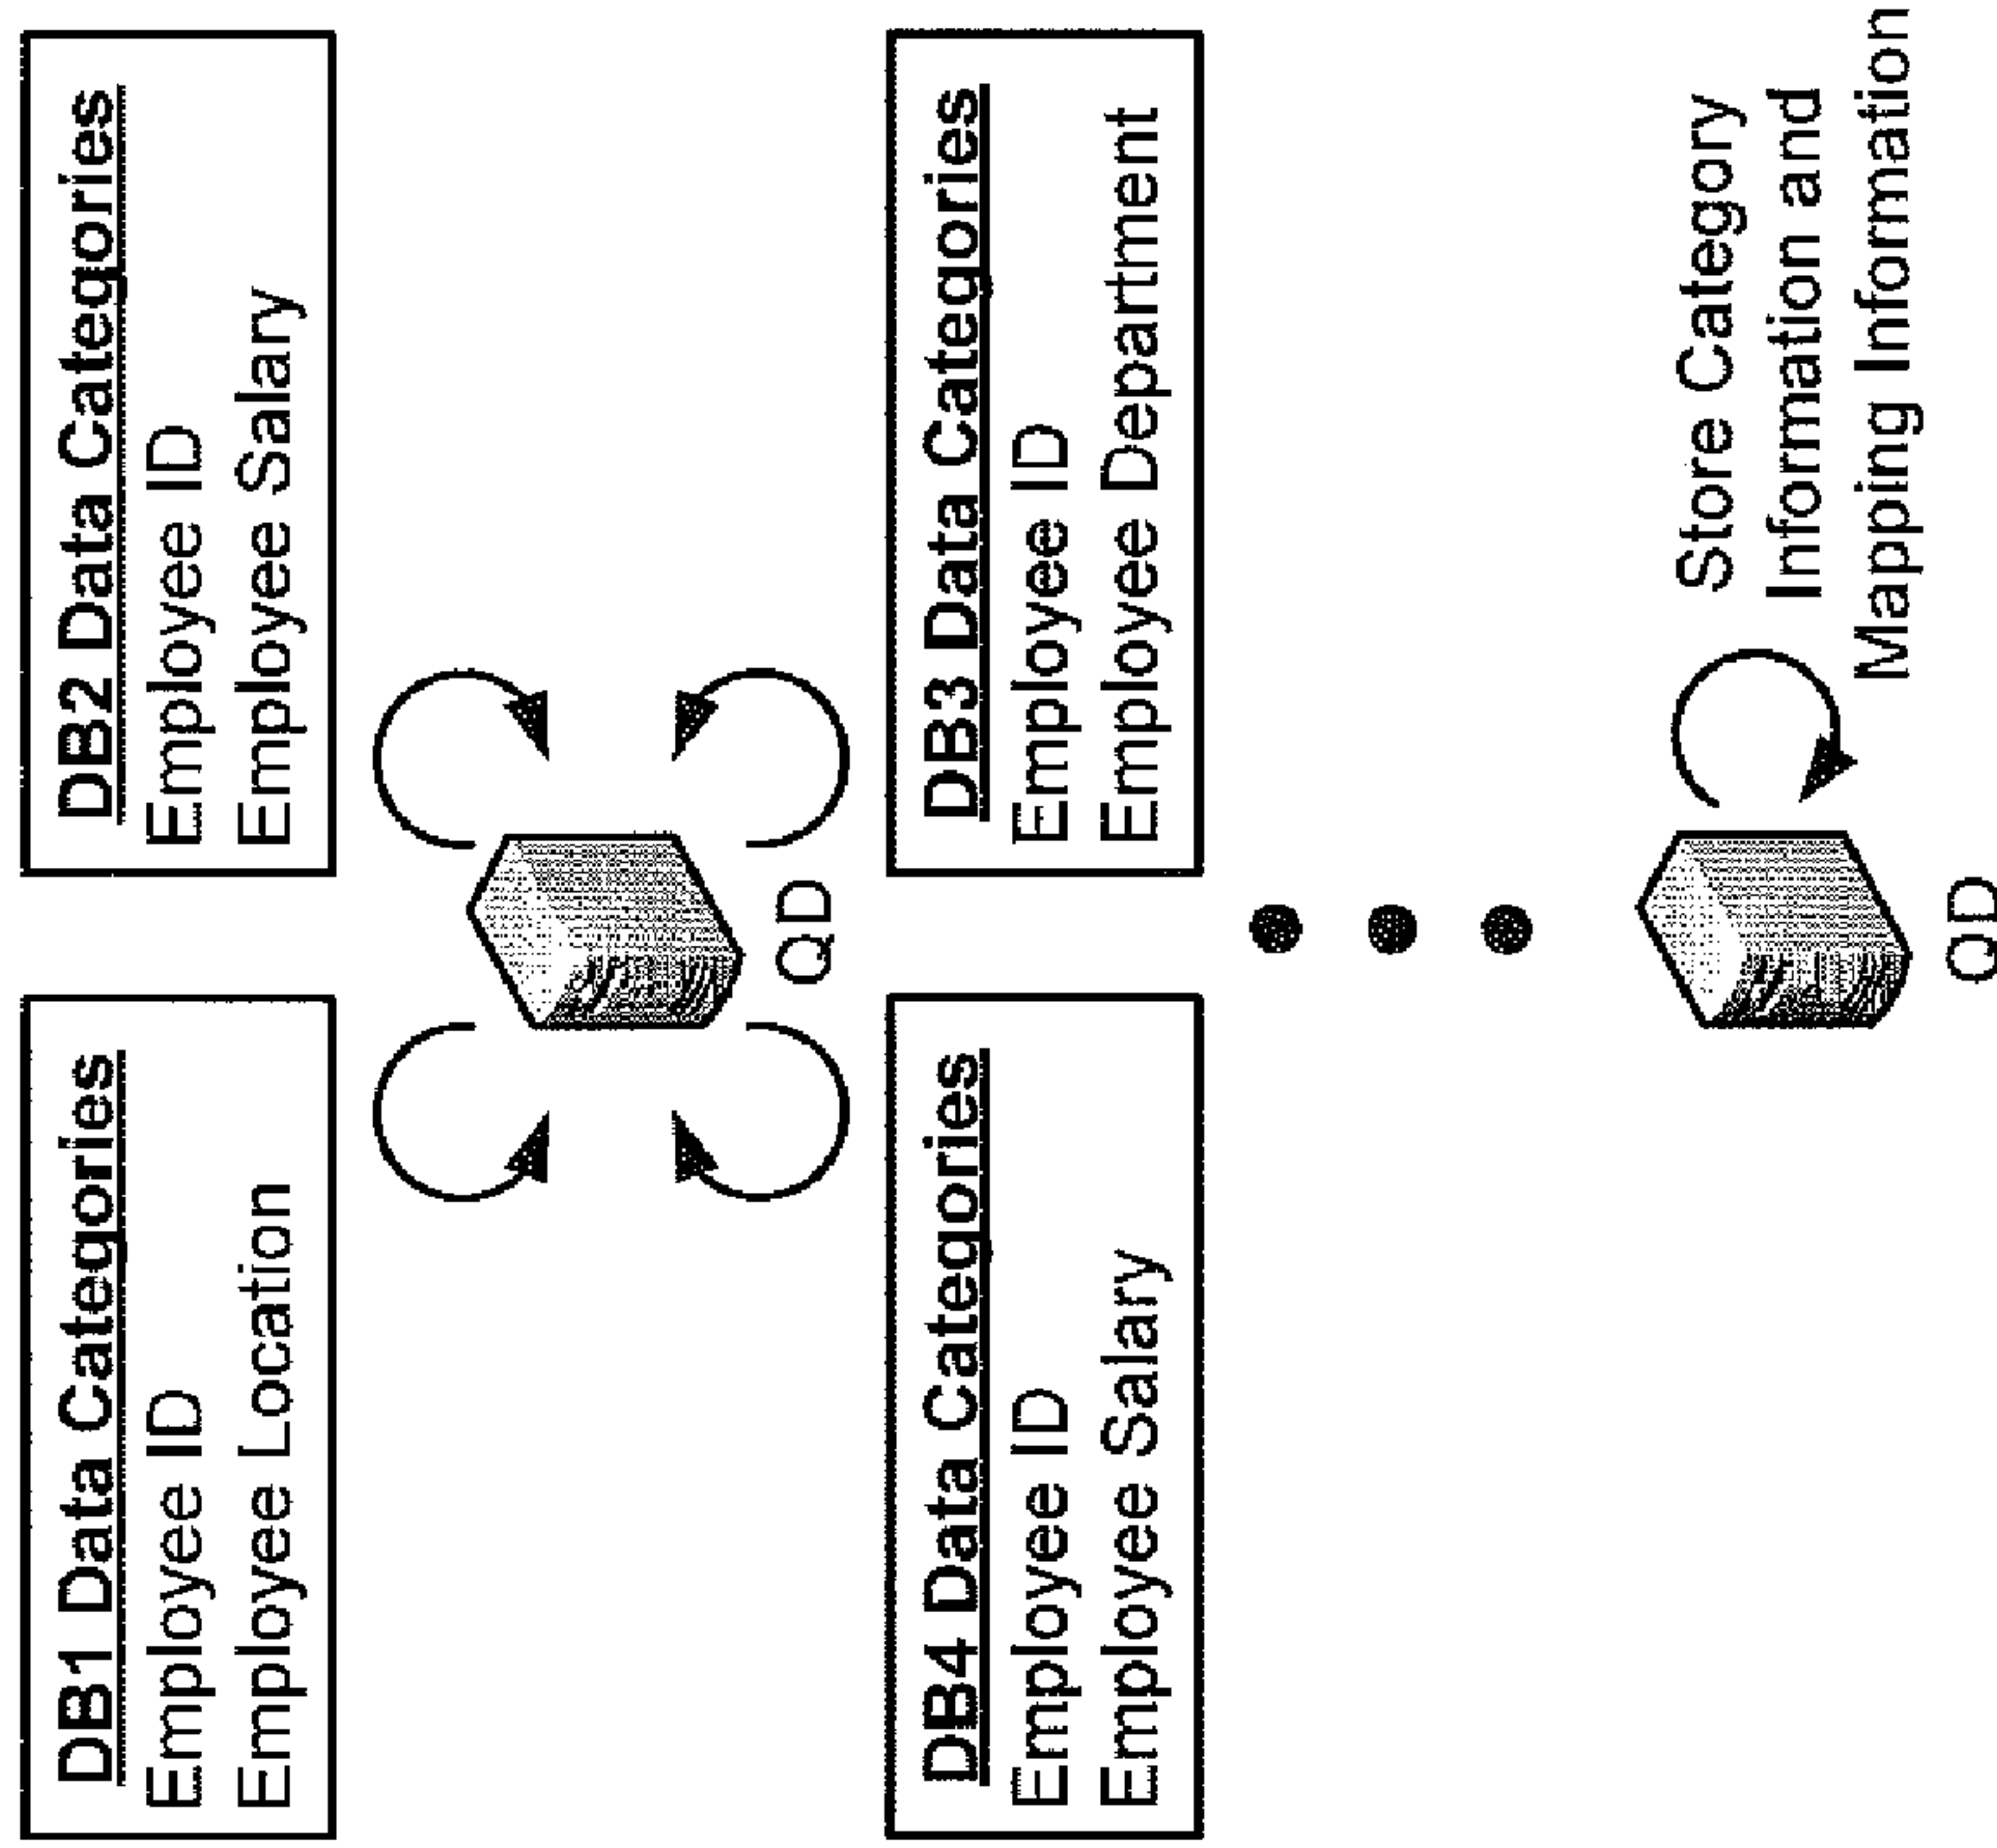 DB1 Data Categories
Employee ID
Employee Location
DB2 Data Categories
Employee ID
Employee Salary
QD
DB4 Data Categories
Employee ID
Employee Salary
DB3 Data Categories
Employee ID
Employee Department
QD
Store Category
Information and
Mapping Information